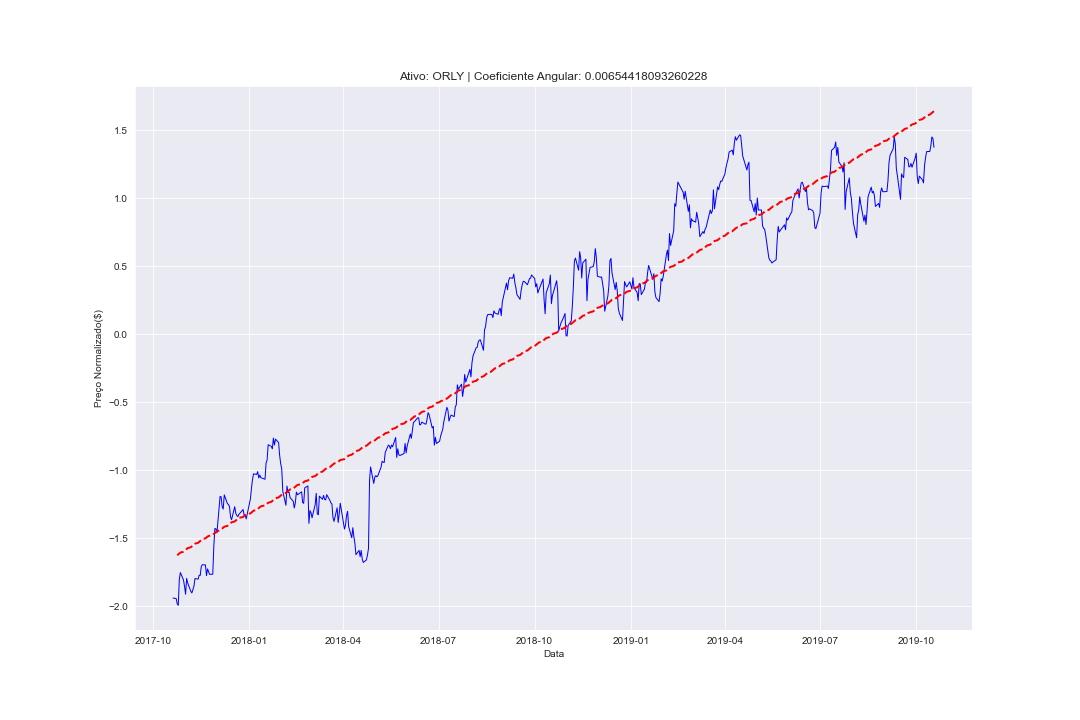 Ativo: ORLY | Coeficiente Angular: 0.00654418093260228
Preço Normalizado($)
1.5
1.0
0.5
0.0
−0.5
−1.0
−1.5
−2.0
2017-10 2018-01 2018-04 2018-07 2018-10 2019-01 2019-04 2019-07 2019-10
Data